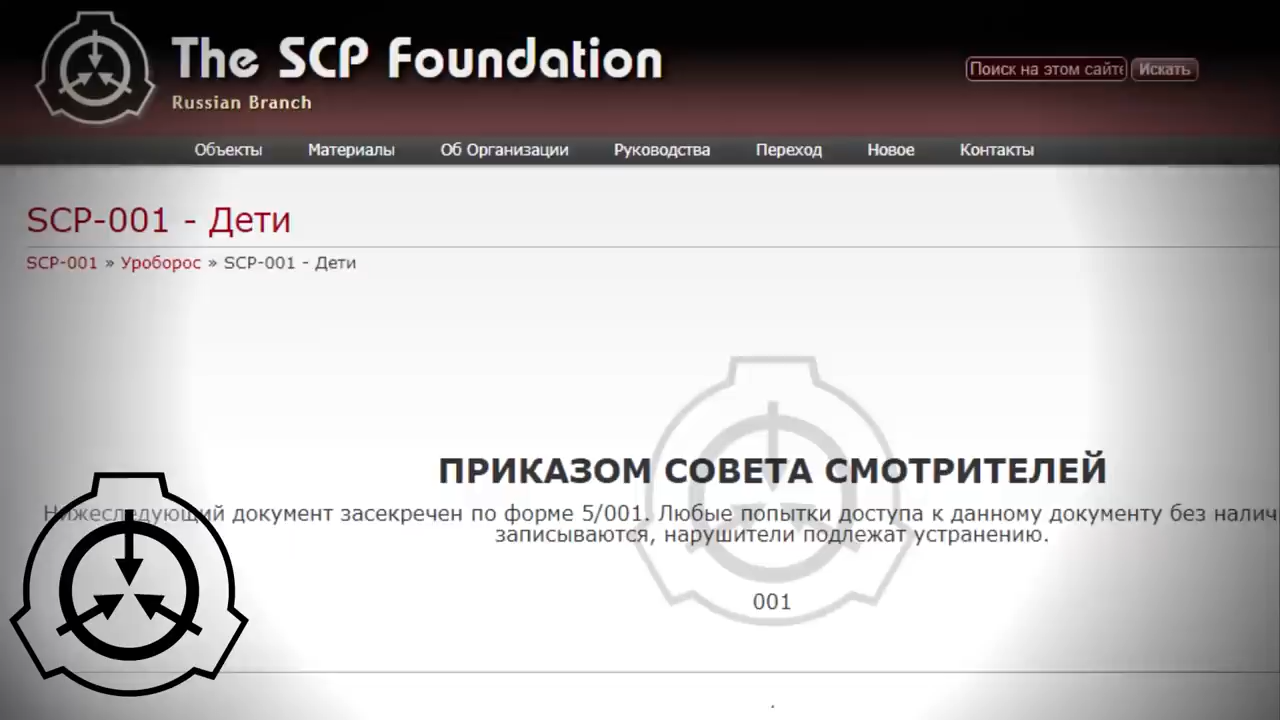 The SCP Foundation
Russian Branch
Поиск на этом сайте Искать
Объекты Материалы Об Организации Руководства Переход Новое Контакты
SCP-001 - Дети
SCP-001 » Уроборос » SCP-001 - Дети
ПРИКАЗОМ СОВЕТА СМОТРИТЕЛЕЙ
Нижеследующий документ засекречен по форме 5/001. Любые попытки доступа к данному документу без налич
записываются, нарушители подлежат устранению.
001